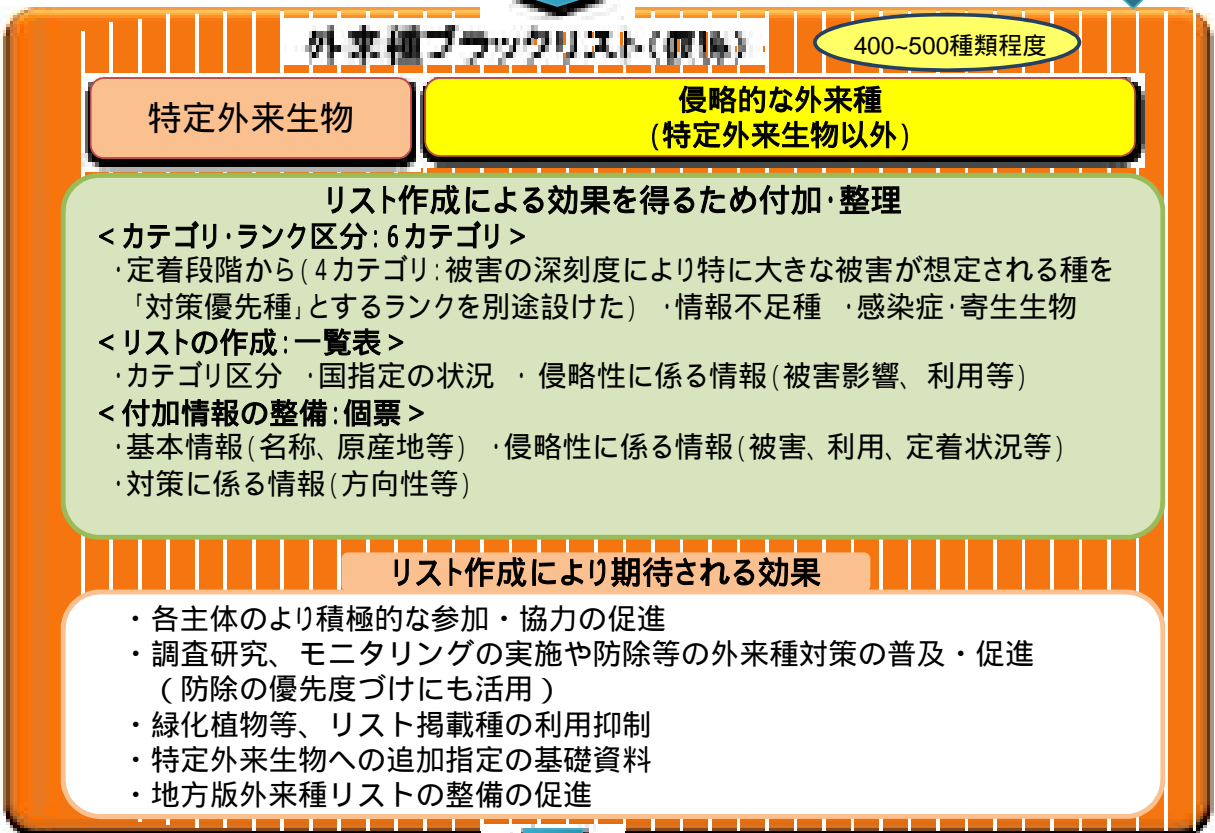 外来種ブラックリスト(仮称)
400~500種類程度
特定外来生物
侵略的な外来種
(特定外来生物以外)
リスト作成による効果を得るため付加・整理
<カテゴリ・ランク区分:6カテゴリ>
・定着段階から(4カテゴリ:被害の深刻度により特に大きな被害が想定される種を
「対策優先種」とするランクを別途設けた) ・情報不足種 ・感染症・寄生生物
<リストの作成:一覧表>
・カテゴリ区分 ・国指定の状況 ・侵略性に係る情報(被害影響、利用等)
<付加情報の整備:個票>
・基本情報(名称、原産地等) ・侵略性に係る情報(被害、利用、定着状況等)
・対策に係る情報(方向性等)
リスト作成により期待される効果
・各主体のより積極的な参加・協力の促進
・調査研究、モニタリングの実施や防除等の外来種対策の普及・促進
(防除の優先度づけにも活用)
・緑化植物等、リスト掲載種の利用抑制
・特定外来生物への追加指定の基礎資料
・地方版外来種リストの整備の促進